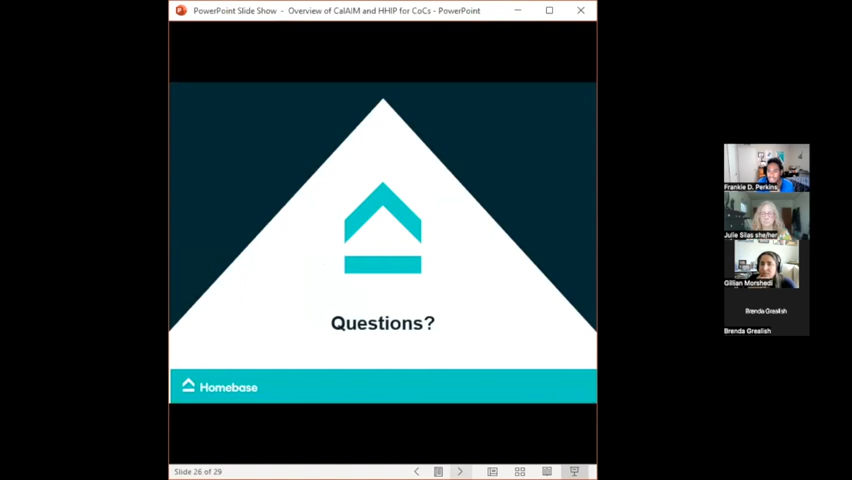 PowerPoint Slide Show - Overview of CalAIM and HHIP for CoCs - PowerPoint
Questions?
Homebase
Slide 26 of 29
Frankie D. Perkins
Julie Silas she/her
Gillian Morshedi
Brenda Grealish
Brenda Grealish